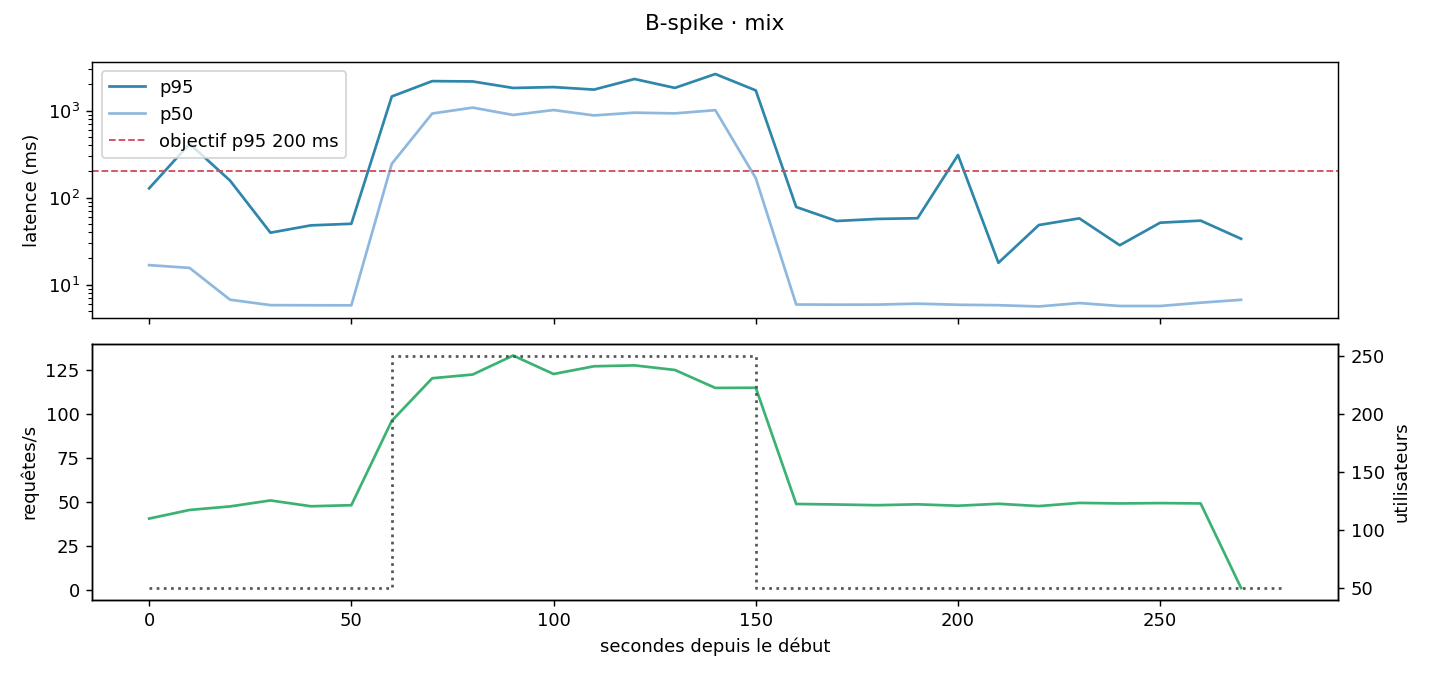 B-spike · mix
p95
p50
objectif p95 200 ms
latence (ms)
10³
10²
10¹
requêtes/s
125
100
75
50
25
0
250
200
150
100
50
utilisateurs
0 50 100 150 200 250
secondes depuis le début